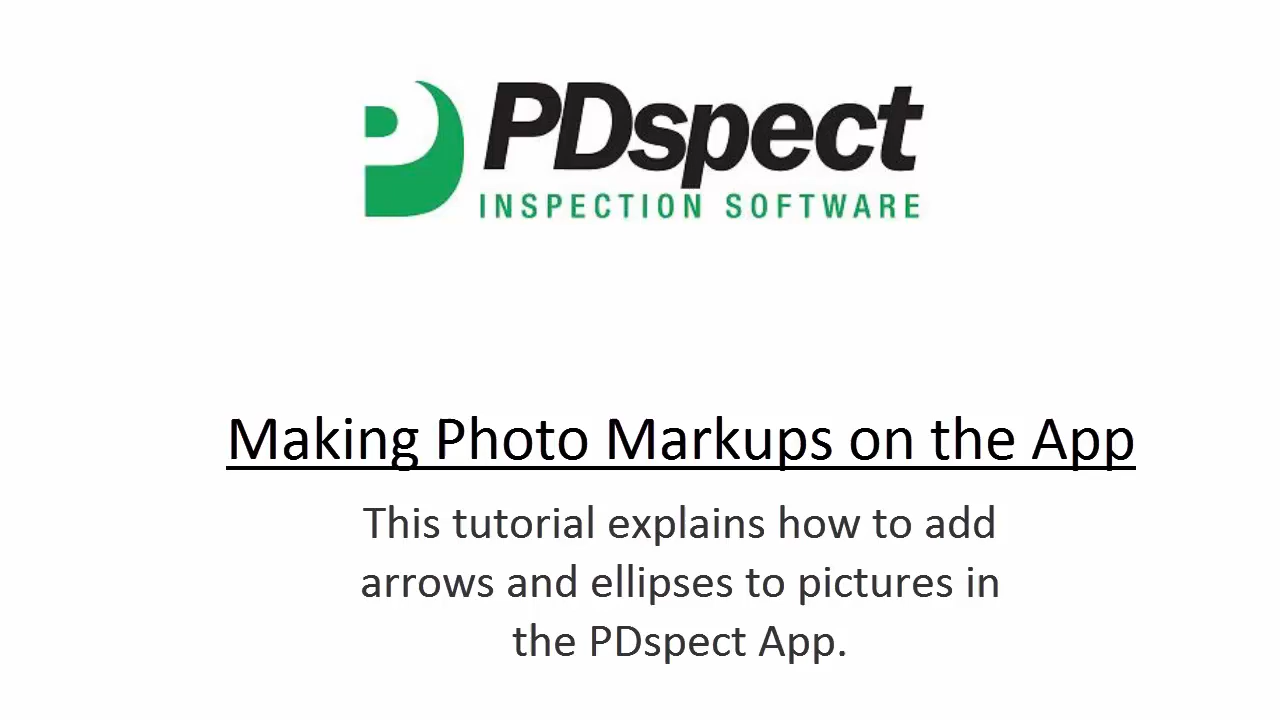 PDspect
INSPECTION SOFTWARE
Making Photo Markups on the App
This tutorial explains how to add
arrows and ellipses to pictures in
the PDspect App.